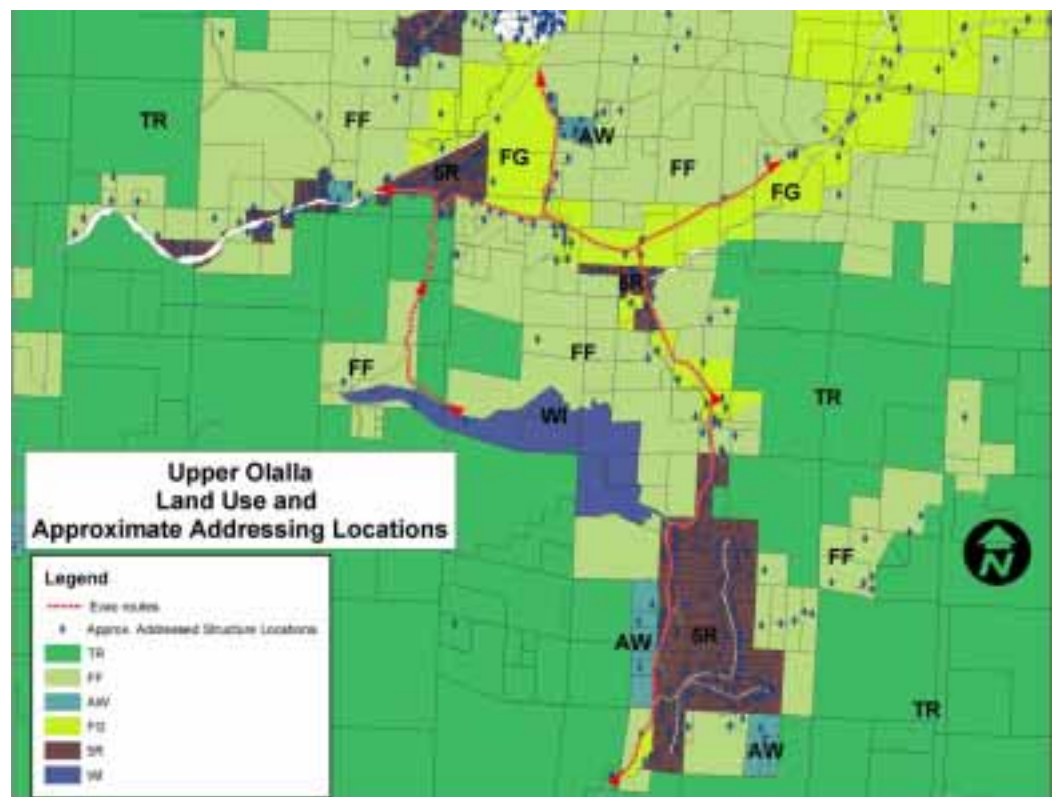 TR
FF
SR
FG
AW
FF
FG
SR
FF
FF
WI
TR
Upper Olalla
Land Use and
Approximate Addressing Locations
FF
Legend
Evac routes
Approx. Addressed Structure Locations
TR
FF
AW
FG
SR
WI
AW
SR
TR
AW
N